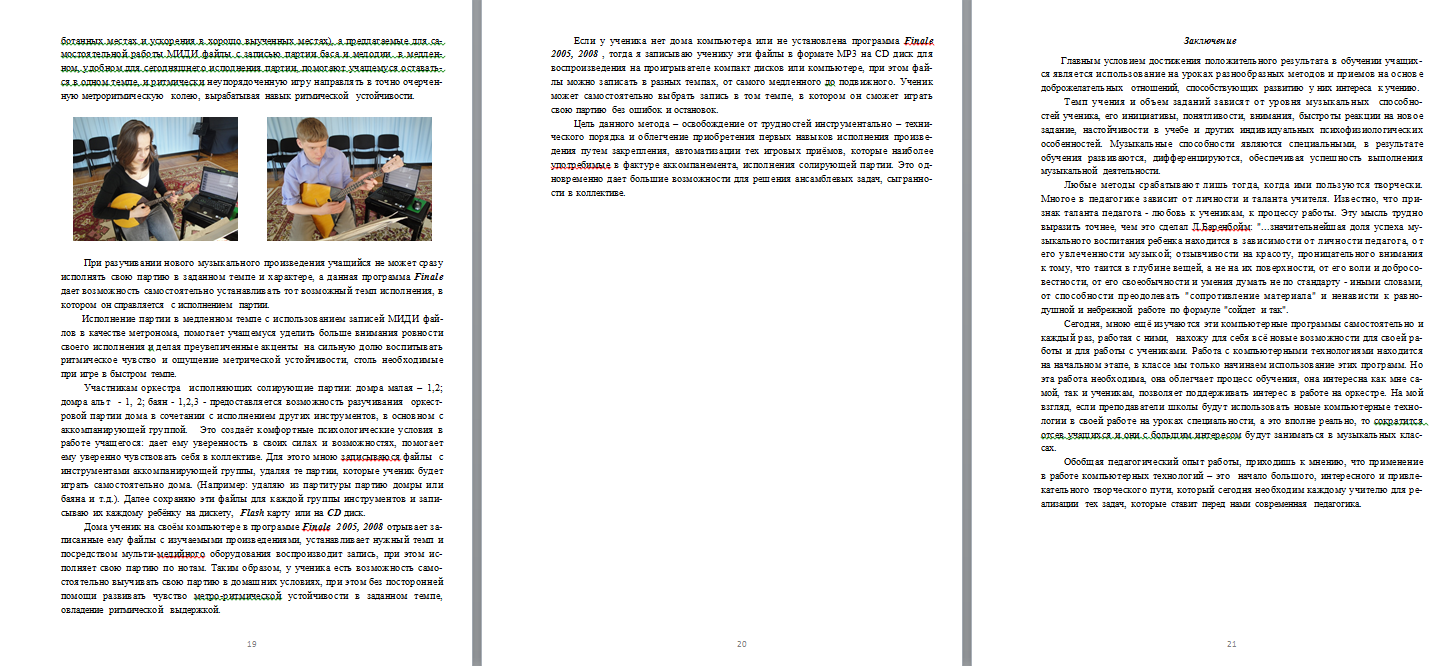 ботанных местах и ускорения в хорошо выученных местах), а предлагаемые для са-
мостоятельной работы МИДИ файлы с записью партии баса и мелодии в медлен-
ном, удобном для сегодняшнего исполнения партии, помогают учащемуся оставать-
ся в одном темпе, и ритмически неупорядоченную игру направлять в точно очерчен-
ную метроритмическую колею, вырабатывая навык ритмической устойчивости.
При разучивании нового музыкального произведения учащийся не может сразу
исполнять свою партию в заданном темпе и характере, а данная программа Finale
дает возможность самостоятельно устанавливать тот возможный темп исполнения, в
котором он справляется с исполнением партии.
Исполнение партии в медленном темпе с использованием записей МИДИ фай-
лов в качестве метронома, помогает учащемуся уделить больше внимания ровности
своего исполнения и делая преувеличенные акценты на сильную долю воспитывать
ритмическое чувство и ощущение метрической устойчивости, столь необходимые
при игре в быстром темпе.
Участникам оркестра исполняющих солирующие партии: домра малая – 1,2;
домра альт - 1, 2; баян - 1,2,3 - предоставляется возможность разучивания оркест-
ровой партии дома в сочетании с исполнением других инструментов, в основном с
аккомпанирующей группой. Это создаёт комфортные психологические условия в
работе учащегося: дает ему уверенность в своих силах и возможностях, помогает
ему уверенно чувствовать себя в коллективе. Для этого мною записываюся файлы с
инструментами аккомпанирующей группы, удаляя те партии, которые ученик будет
играть самостоятельно дома. (Например: удаляю из партитуры партию домры или
баяна и т.д.). Далее сохраняю эти файлы для каждой группы инструментов и запи-
сываю их каждому ребёнку на дискету, Flash карту или на CD диск.
Дома ученик на своём компьютере в программе Finale 2005, 2008 отрывает за-
писанные ему файлы с изучаемыми произведениями, устанавливает нужный темп и
посредством мульти-медийного оборудования воспроизводит запись, при этом ис-
полняет свою партию по нотам. Таким образом, у ученика есть возможность само-
стоятельно выучивать свою партию в домашних условиях, при этом без посторонней
помощи развивать чувство метро-ритмической устойчивости в заданном темпе,
овладение ритмической выдержкой.
19
Если у ученика нет дома компьютера или не установлена программа Finale
2005, 2008 , тогда я записываю ученику эти файлы в формате MP3 на CD диск для
воспроизведения на проигрывателе компакт дисков или компьютере, при этом фай-
лы можно записать в разных темпах, от самого медленного до подвижного. Ученик
может самостоятельно выбрать запись в том темпе, в котором он сможет играть
свою партию без ошибок и остановок.
Цель данного метода – освобождение от трудностей инструментально – техни-
ческого порядка и облегчение приобретения первых навыков исполнения произве-
дения путем закрепления, автоматизации тех игровых приёмов, которые наиболее
употребимые в фактуре аккомпанемента, исполнения солирующей партии. Это од-
новременно дает большие возможности для решения ансамблевых задач, сыгранно-
сти в коллективе.
20
Заключение
Главным условием достижения положительного результата в обучении учащих-
ся является использование на уроках разнообразных методов и приемов на основе
доброжелательных отношений, способствующих развитию у них интереса к учению.
Темп учения и объем заданий зависят от уровня музыкальных способно-
стей ученика, его инициативы, понятливости, внимания, быстроты реакции на новое
задание, настойчивости в учебе и других индивидуальных психофизиологических
особенностей. Музыкальные способности являются специальными, в результате
обучения развиваются, дифференцируются, обеспечивая успешность выполнения
музыкальной деятельности.
Любые методы срабатывают лишь тогда, когда ими пользуются творчески.
Многое в педагогике зависит от личности и таланта учителя. Известно, что при-
знак таланта педагога - любовь к ученикам, к процессу работы. Эту мысль трудно
выразить точнее, чем это сделал Л.Баренбойм: "...значительнейшая доля успеха му-
зыкального воспитания ребенка находится в зависимости от личности педагога, от
его увлеченности музыкой; отзывчивости на красоту, проницательного внимания
к тому, что таится в глубине вещей, а не на их поверхности, от его воли и добросо-
вестности, от его своеобычности и умения думать не по стандарту - иными словами,
от способности преодолевать "сопротивление материала" и ненависти к равно-
душной и небрежной работе по формуле "сойдет и так".
Сегодня, мною ещё изучаются эти компьютерные программы самостоятельно и
каждый раз, работая с ними, нахожу для себя всё новые возможности для своей ра-
боты и для работы с учениками. Работа с компьютерными технологиями находится
на начальном этапе, в классе мы только начинаем использование этих программ. Но
эта работа необходима, она облегчает процесс обучения, она интересна как мне са-
мой, так и ученикам, позволяет поддерживать интерес в работе на оркестре. На мой
взгляд, если преподаватели школы будут использовать новые компьютерные техно-
логии в своей работе на уроках специальности, а это вполне реально, то сократится
отсев учащихся и они с большим интересом будут заниматься в музыкальных клас-
сах.
Обобщая педагогический опыт работы, приходишь к мнению, что применение
в работе компьютерных технологий – это начало большого, интересного и привле-
кательного творческого пути, который сегодня необходим каждому учителю для ре-
ализации тех задач, которые ставит перед нами современная педагогика.
21